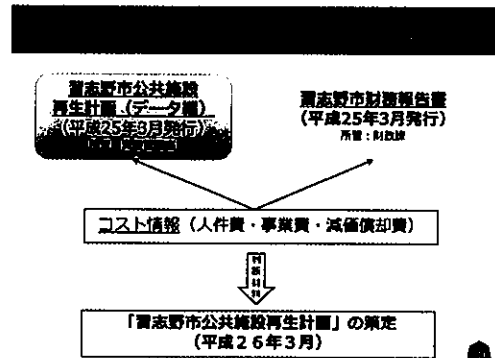 習志野市公共施設
再生計画（データ編）
（平成25年3月発行）
習志野市財務報告書
（平成25年3月発行）
所管：財政課
コスト情報（人件費・事業費・減価償却費）
判断材料
「習志野市公共施設再生計画」の策定
（平成２６年３月）